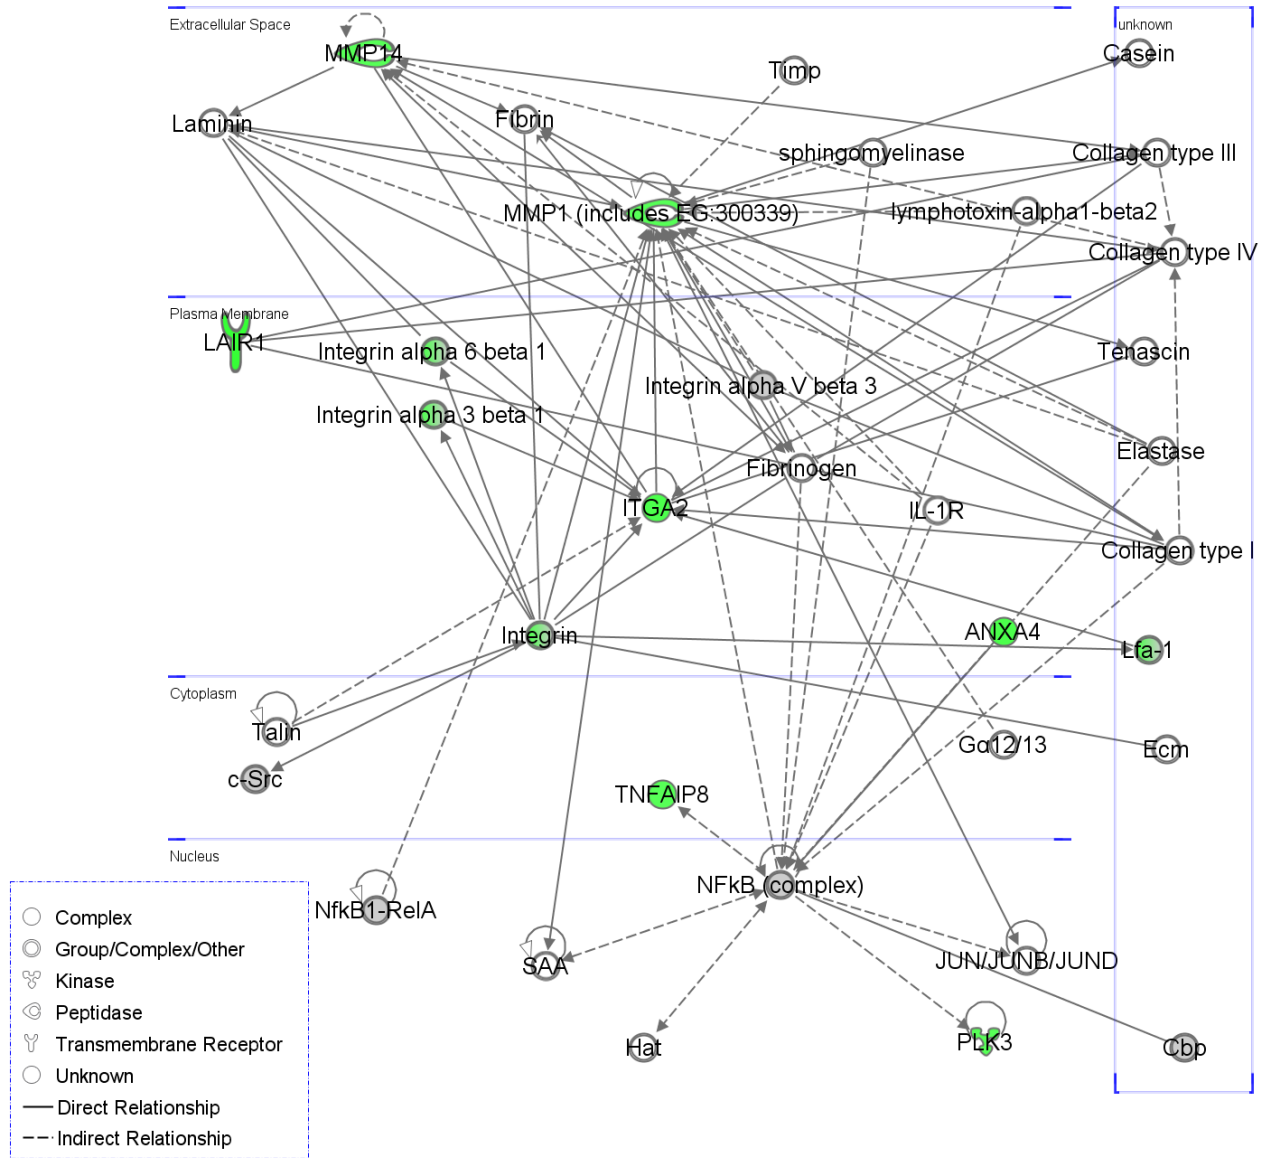 Extracellular Space
unknown
MMP14
Casein
Timp
Laminin
Fibrin
sphingomyelinase
Collagen type III
MMP1 (includes EG:300339)
lymphotoxin-alpha1-beta2
Collagen type IV
Plasma Membrane
LAIR1
Integrin alpha 6 beta 1
Tenascin
Integrin alpha V beta 3
Integrin alpha 3 beta 1
Elastase
Fibrinogen
ITGA2
IL-1R
Collagen type I
Integrin
ANXA4
Lfa-1
Cytoplasm
Talin
Gα12/13
Ecm
c-Src
TNFAIP8
Nucleus
NFkB (complex)
NfkB1-RelA
SAA
JUN/JUNB/JUND
Hat
PLK3
Cbp
Complex
Group/Complex/Other
Kinase
Peptidase
Transmembrane Receptor
Unknown
Direct Relationship
Indirect Relationship